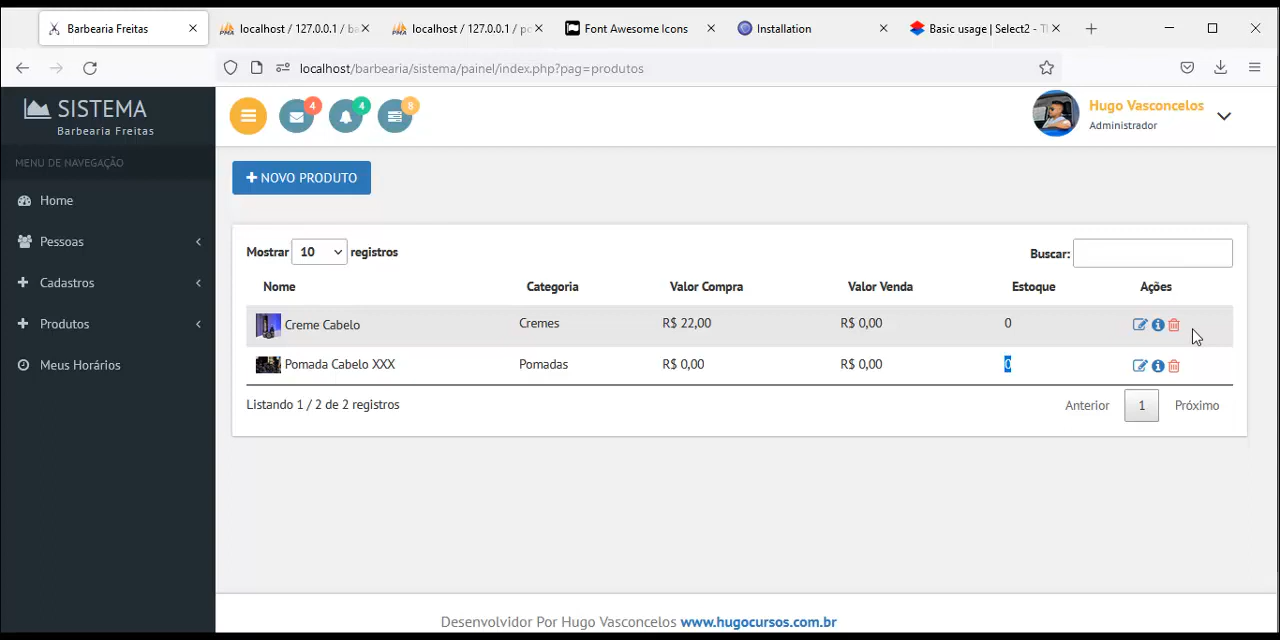 Barbearia Freitas
localhost / 127.0.0.1 / ba
localhost / 127.0.0.1 / po
Font Awesome Icons
Installation
Basic usage | Select2 - Th
localhost/barbearia/sistema/painel/index.php?pag=produtos
SISTEMA
Barbearia Freitas
4
4
8
Hugo Vasconcelos
Administrador
MENU DE NAVEGAÇÃO
Home
Pessoas
Cadastros
Produtos
Meus Horários
NOVO PRODUTO
Mostrar 10 registros
Buscar:
Nome Categoria Valor Compra Valor Venda Estoque Ações
Creme Cabelo Cremes R$ 22,00 R$ 0,00 0
Pomada Cabelo XXX Pomadas R$ 0,00 R$ 0,00 0
Listando 1 / 2 de 2 registros
Anterior 1 Próximo
Desenvolvidor Por Hugo Vasconcelos www.hugocursos.com.br